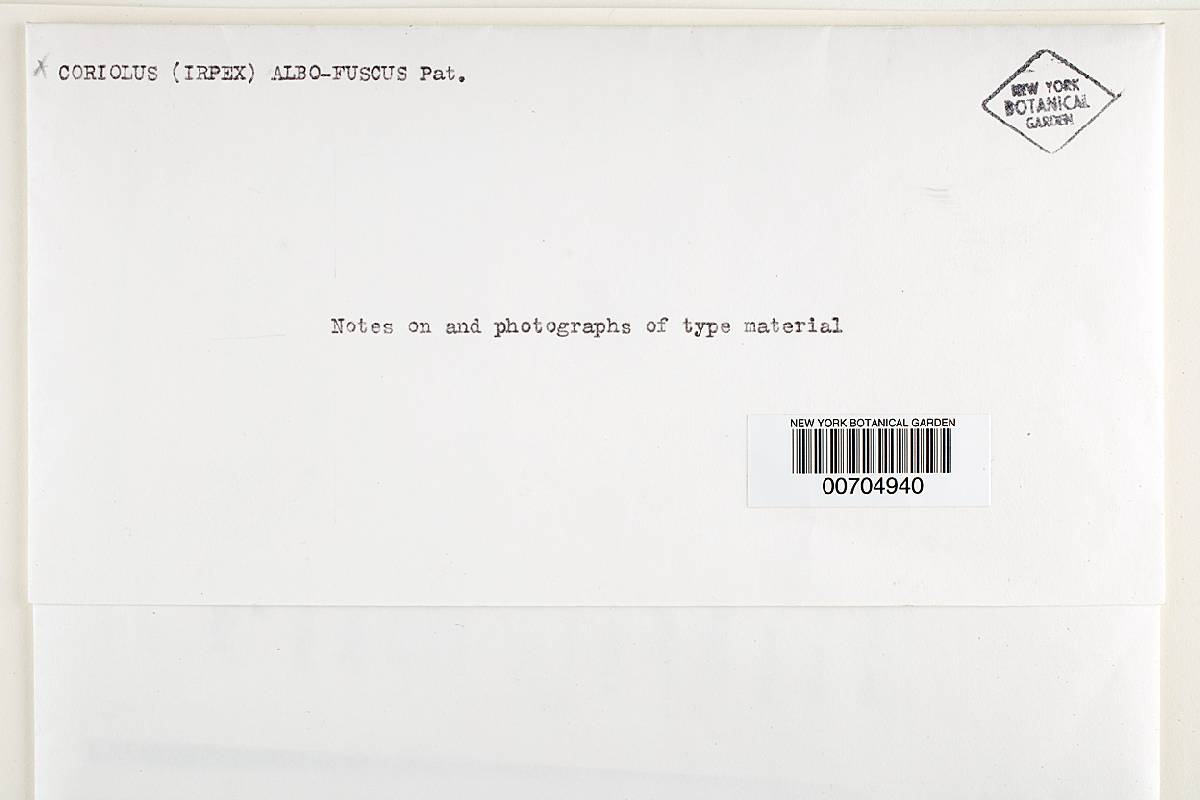 x CORIOLUS (IRPEX) ALBO-FUSCUS Pat.
NEW YORK
BOTANICAL
GARDEN
Notes on and photographs of type material
NEW YORK BOTANICAL GARDEN
00704940